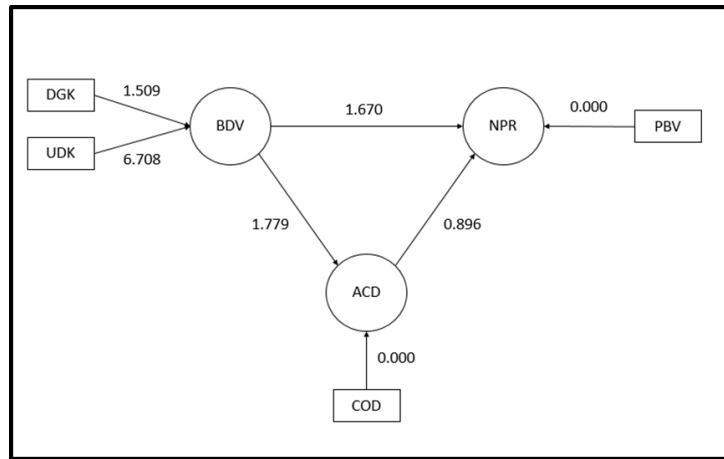 DGK
1.509
BDV
1.670
NPR
0.000
PBV
UDK
6.708
1.779
0.896
ACD
0.000
COD